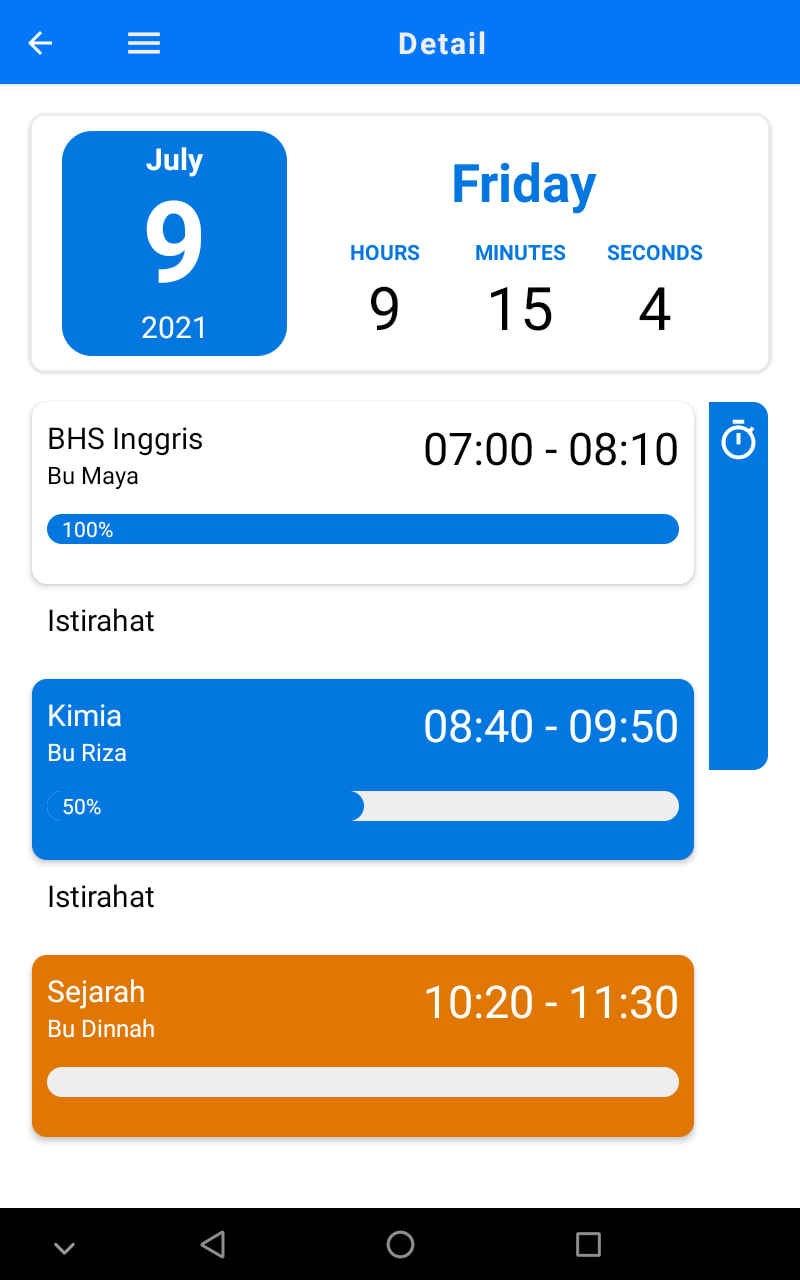 Detail
July
9
2021
Friday
HOURS MINUTES SECONDS
9 15 4
BHS Inggris 07:00 - 08:10
Bu Maya
100%
Istirahat
Kimia 08:40 - 09:50
Bu Riza
50%
Istirahat
Sejarah 10:20 - 11:30
Bu Dinnah